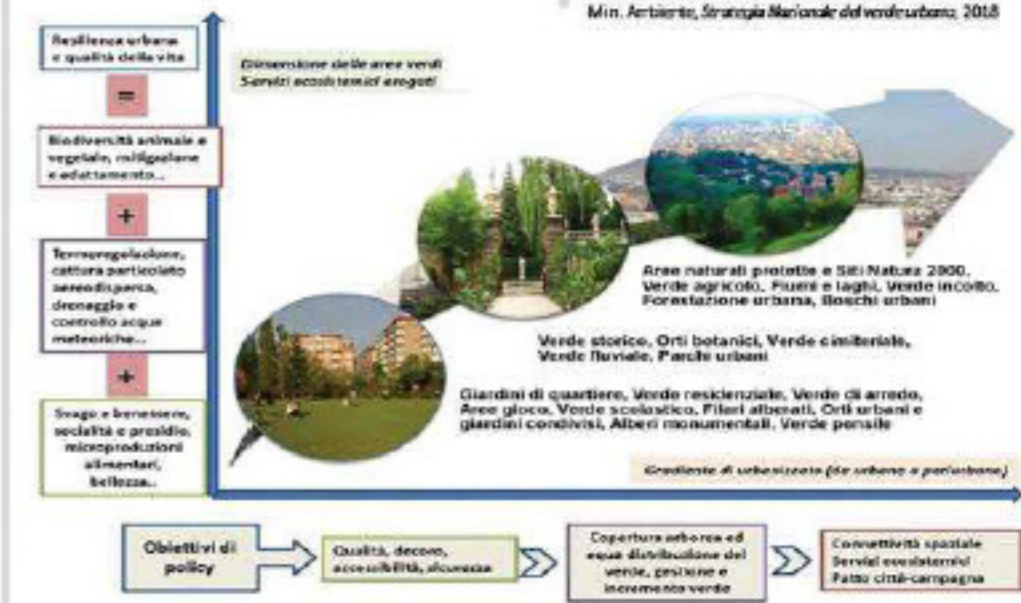 Min. Ambiente, Strategia Nazionale del verde urbano, 2018
Resilienza urbana
e qualità della vita
=
Biodiversità animale e
vegetale, mitigazione
e adattamento...
+
Termoregolazione,
cattura particolato
aereodisperso,
drenaggio e
controllo acque
meteoriche...
+
Svago e benessere,
socialità e presidio,
microproduzioni
alimentari,
bellezza..
Dimensione delle aree verdi
Servizi ecosistemici erogati
Aree naturali protette e Siti Natura 2000,
Verde agricolo, Fiumi e laghi, Verde incolto,
Forestazione urbana, Boschi urbani
Verde storico, Orti botanici, Verde cimiteriale,
Verde fluviale, Parchi urbani
Giardini di quartiere, Verde residenziale, Verde di arredo,
Aree gioco, Verde scolastico, Filari alberati, Orti urbani e
giardini condivisi, Alberi monumentali, Verde pensile
Gradiente di urbanizzato (da urbano a periurbano)
Obiettivi di
policy
Qualità, decoro,
accessibilità, sicurezza
Copertura arborea ed
equa distribuzione del
verde, gestione e
incremento verde
Connettività spaziale
Servizi ecosistemici
Patto città-campagna